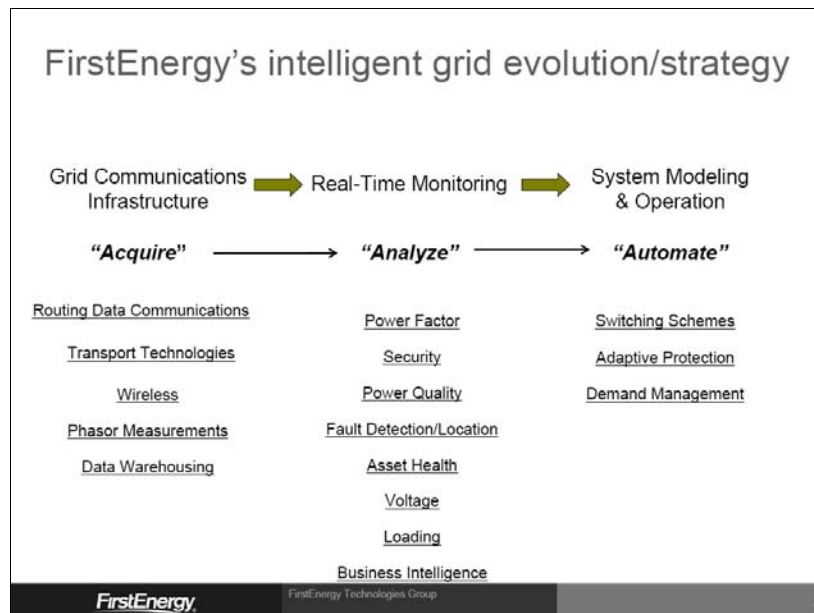 FirstEnergy's intelligent grid evolution/strategy
Grid Communications
Infrastructure
Real-Time Monitoring
System Modeling
& Operation
"Acquire"
"Analyze"
"Automate"
Routing Data Communications
Transport Technologies
Wireless
Phasor Measurements
Data Warehousing
Power Factor
Security
Power Quality
Fault Detection/Location
Asset Health
Voltage
Loading
Business Intelligence
Switching Schemes
Adaptive Protection
Demand Management
FirstEnergy
FirstEnergy Technologies Group